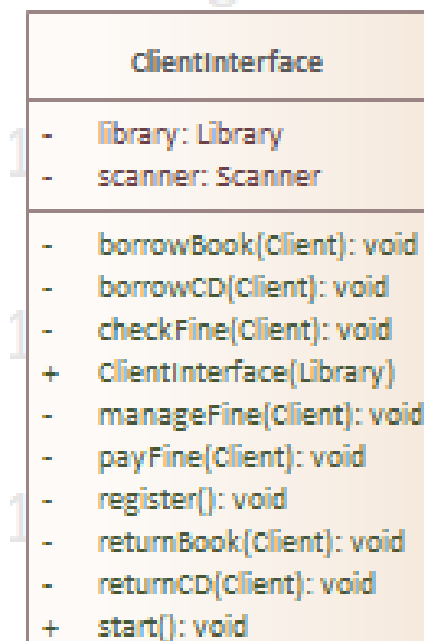 ClientInterface
- library: Library
- scanner: Scanner
- borrowBook(Client): void
- borrowCD(Client): void
- checkFine(Client): void
+ ClientInterface(Library)
- manageFine(Client): void
- payFine(Client): void
- register(): void
- returnBook(Client): void
- returnCD(Client): void
+ start(): void